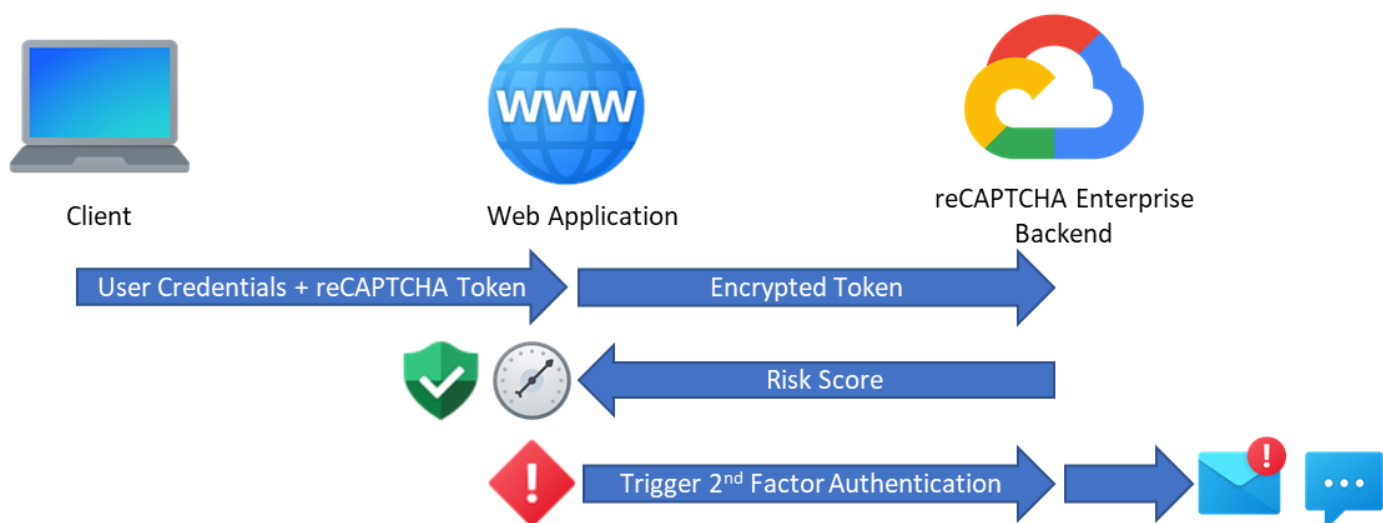 WWW
Client
Web Application
reCAPTCHA Enterprise
Backend
User Credentials + reCAPTCHA Token
Encrypted Token
Risk Score
Trigger 2nd Factor Authentication